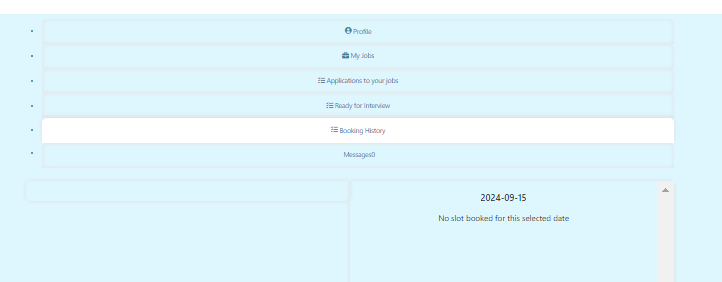 Profile
My Jobs
Applications to your jobs
Ready for Interview
Booking History
Messages0
2024-09-15
No slot booked for this selected date